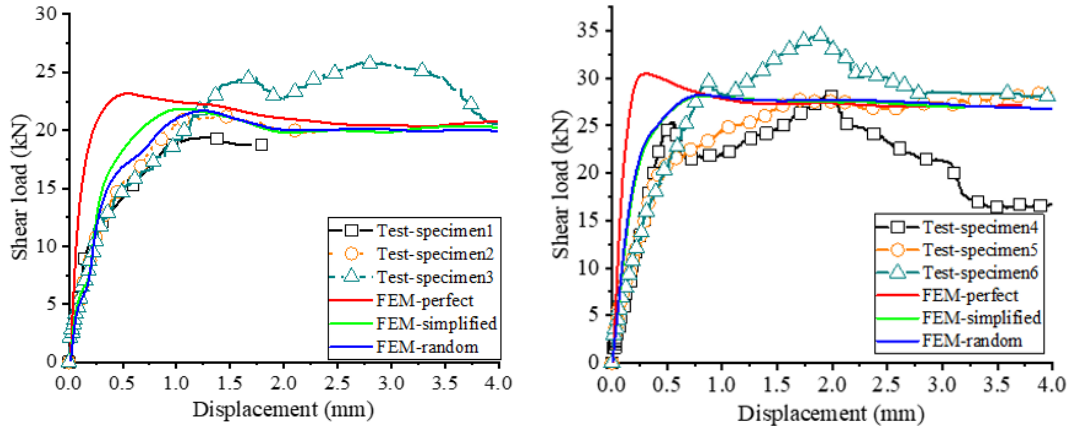 30
25
20
15
10
5
0
Shear load (kN)
Test-specimen1
Test-specimen2
Test-specimen3
FEM-perfect
FEM-simplified
FEM-random
0.0 0.5 1.0 1.5 2.0 2.5 3.0 3.5 4.0
Displacement (mm)
35
30
25
20
15
10
5
0
Shear load (kN)
Test-specimen4
Test-specimen5
Test-specimen6
FEM-perfect
FEM-simplified
FEM-random
0.0 0.5 1.0 1.5 2.0 2.5 3.0 3.5 4.0
Displacement (mm)